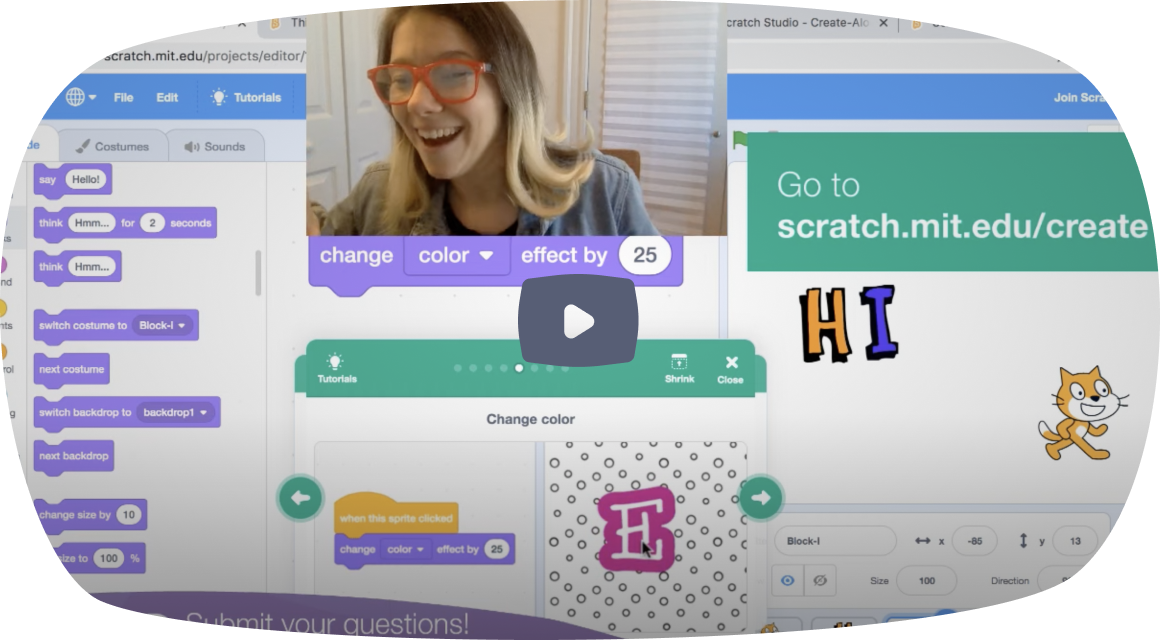 Scratch Studio - Create-Alo
scratch.mit.edu/projects/editor/
File Edit Tutorials Join Scra
Costumes Sounds
say Hello!
think Hmm... for 2 seconds
think Hmm...
switch costume to Block-I
next costume
switch backdrop to backdrop1
next backdrop
change size by 10
size to 100 %
change color effect by 25
Tutorials Shrink Close
Change color
when this sprite clicked
change color effect by 25
E
Go to
scratch.mit.edu/create
HI
Block-I x -85 y 13
Size 100 Direction
Submit your questions!